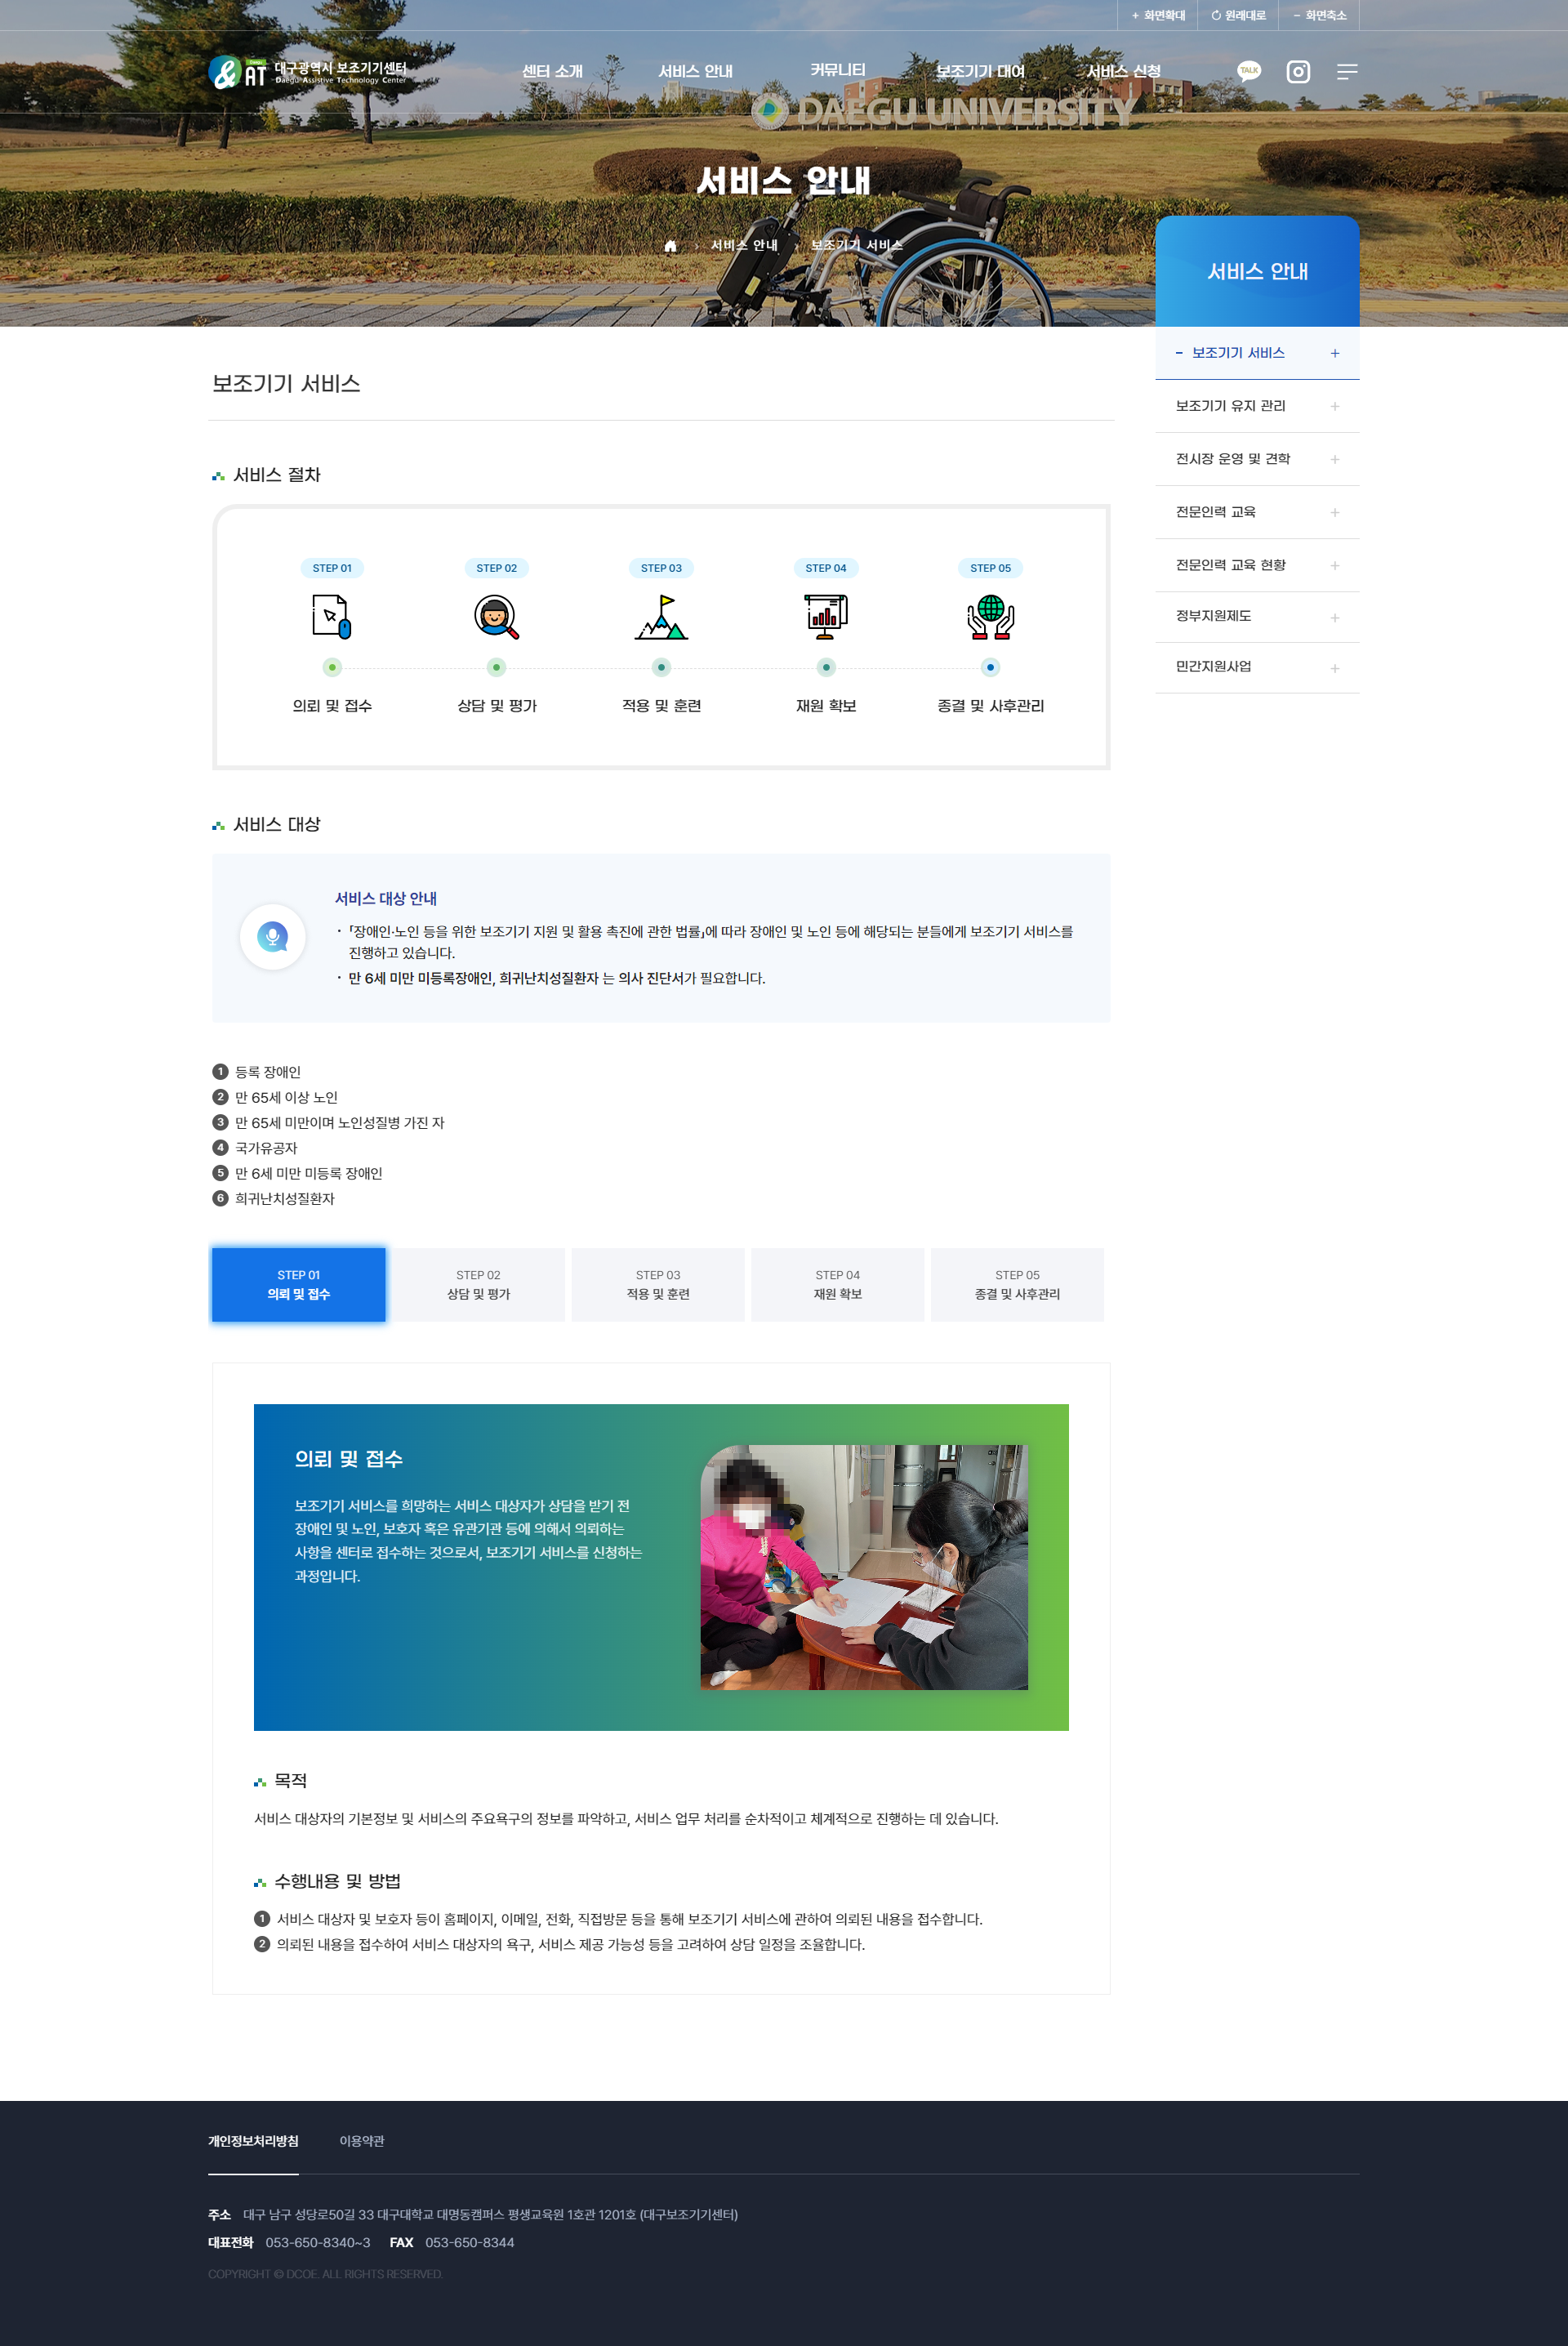 + 화면확대
원래대로
− 화면축소
& AT
대구광역시 보조기기센터
Daegu Assistive Technology Center
센터 소개
서비스 안내
커뮤니티
보조기기 대여
서비스 신청
TALK
DAEGU UNIVERSITY
서비스 안내
› 서비스 안내 › 보조기기 서비스
서비스 안내
보조기기 서비스
보조기기 유지 관리
전시장 운영 및 견학
전문인력 교육
전문인력 교육 현황
정부지원제도
민간지원사업
보조기기 서비스
서비스 절차
STEP 01
STEP 02
STEP 03
STEP 04
STEP 05
의뢰 및 접수
상담 및 평가
적용 및 훈련
재원 확보
종결 및 사후관리
서비스 대상
서비스 대상 안내
· 「장애인·노인 등을 위한 보조기기 지원 및 활용 촉진에 관한 법률」에 따라 장애인 및 노인 등에 해당되는 분들에게 보조기기 서비스를
진행하고 있습니다.
· 만 6세 미만 미등록장애인, 희귀난치성질환자 는 의사 진단서가 필요합니다.
1 등록 장애인
2 만 65세 이상 노인
3 만 65세 미만이며 노인성질병 가진 자
4 국가유공자
5 만 6세 미만 미등록 장애인
6 희귀난치성질환자
STEP 01
의뢰 및 접수
STEP 02
상담 및 평가
STEP 03
적용 및 훈련
STEP 04
재원 확보
STEP 05
종결 및 사후관리
의뢰 및 접수
보조기기 서비스를 희망하는 서비스 대상자가 상담을 받기 전
장애인 및 노인, 보호자 혹은 유관기관 등에 의해서 의뢰하는
사항을 센터로 접수하는 것으로서, 보조기기 서비스를 신청하는
과정입니다.
목적
서비스 대상자의 기본정보 및 서비스의 주요욕구의 정보를 파악하고, 서비스 업무 처리를 순차적이고 체계적으로 진행하는 데 있습니다.
수행내용 및 방법
1 서비스 대상자 및 보호자 등이 홈페이지, 이메일, 전화, 직접방문 등을 통해 보조기기 서비스에 관하여 의뢰된 내용을 접수합니다.
2 의뢰된 내용을 접수하여 서비스 대상자의 욕구, 서비스 제공 가능성 등을 고려하여 상담 일정을 조율합니다.
개인정보처리방침
이용약관
주소 대구 남구 성당로50길 33 대구대학교 대명동캠퍼스 평생교육원 1호관 1201호 (대구보조기기센터)
대표전화 053-650-8340~3 FAX 053-650-8344
COPYRIGHT © DCOE. ALL RIGHTS RESERVED.